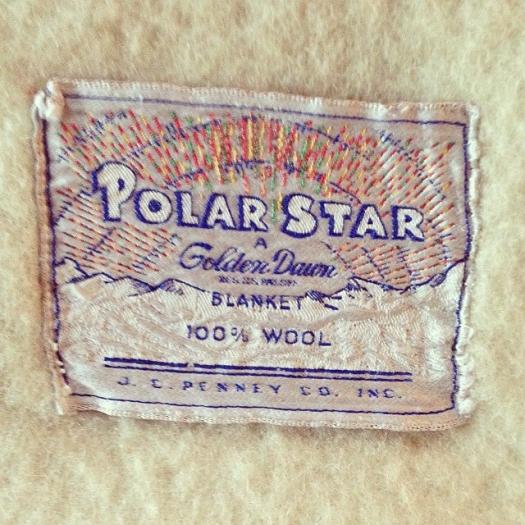 POLAR STAR
A
Golden Dawn
BLANKET
100% WOOL
J. C. PENNEY CO. INC.